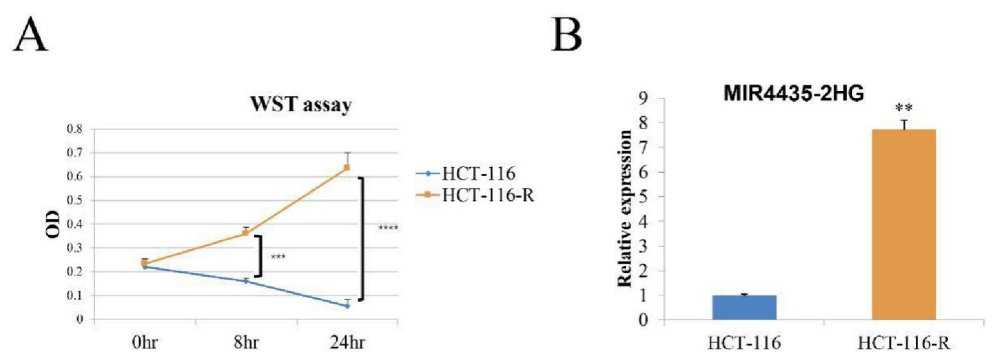 A
WST assay
OD
0.8
0.7
0.6
0.5
0.4
0.3
0.2
0.1
0
0hr
8hr
24hr
***
****
HCT-116
HCT-116-R
B
MIR4435-2HG
Relative expression
9
8
7
6
5
4
3
2
1
0
**
HCT-116
HCT-116-R